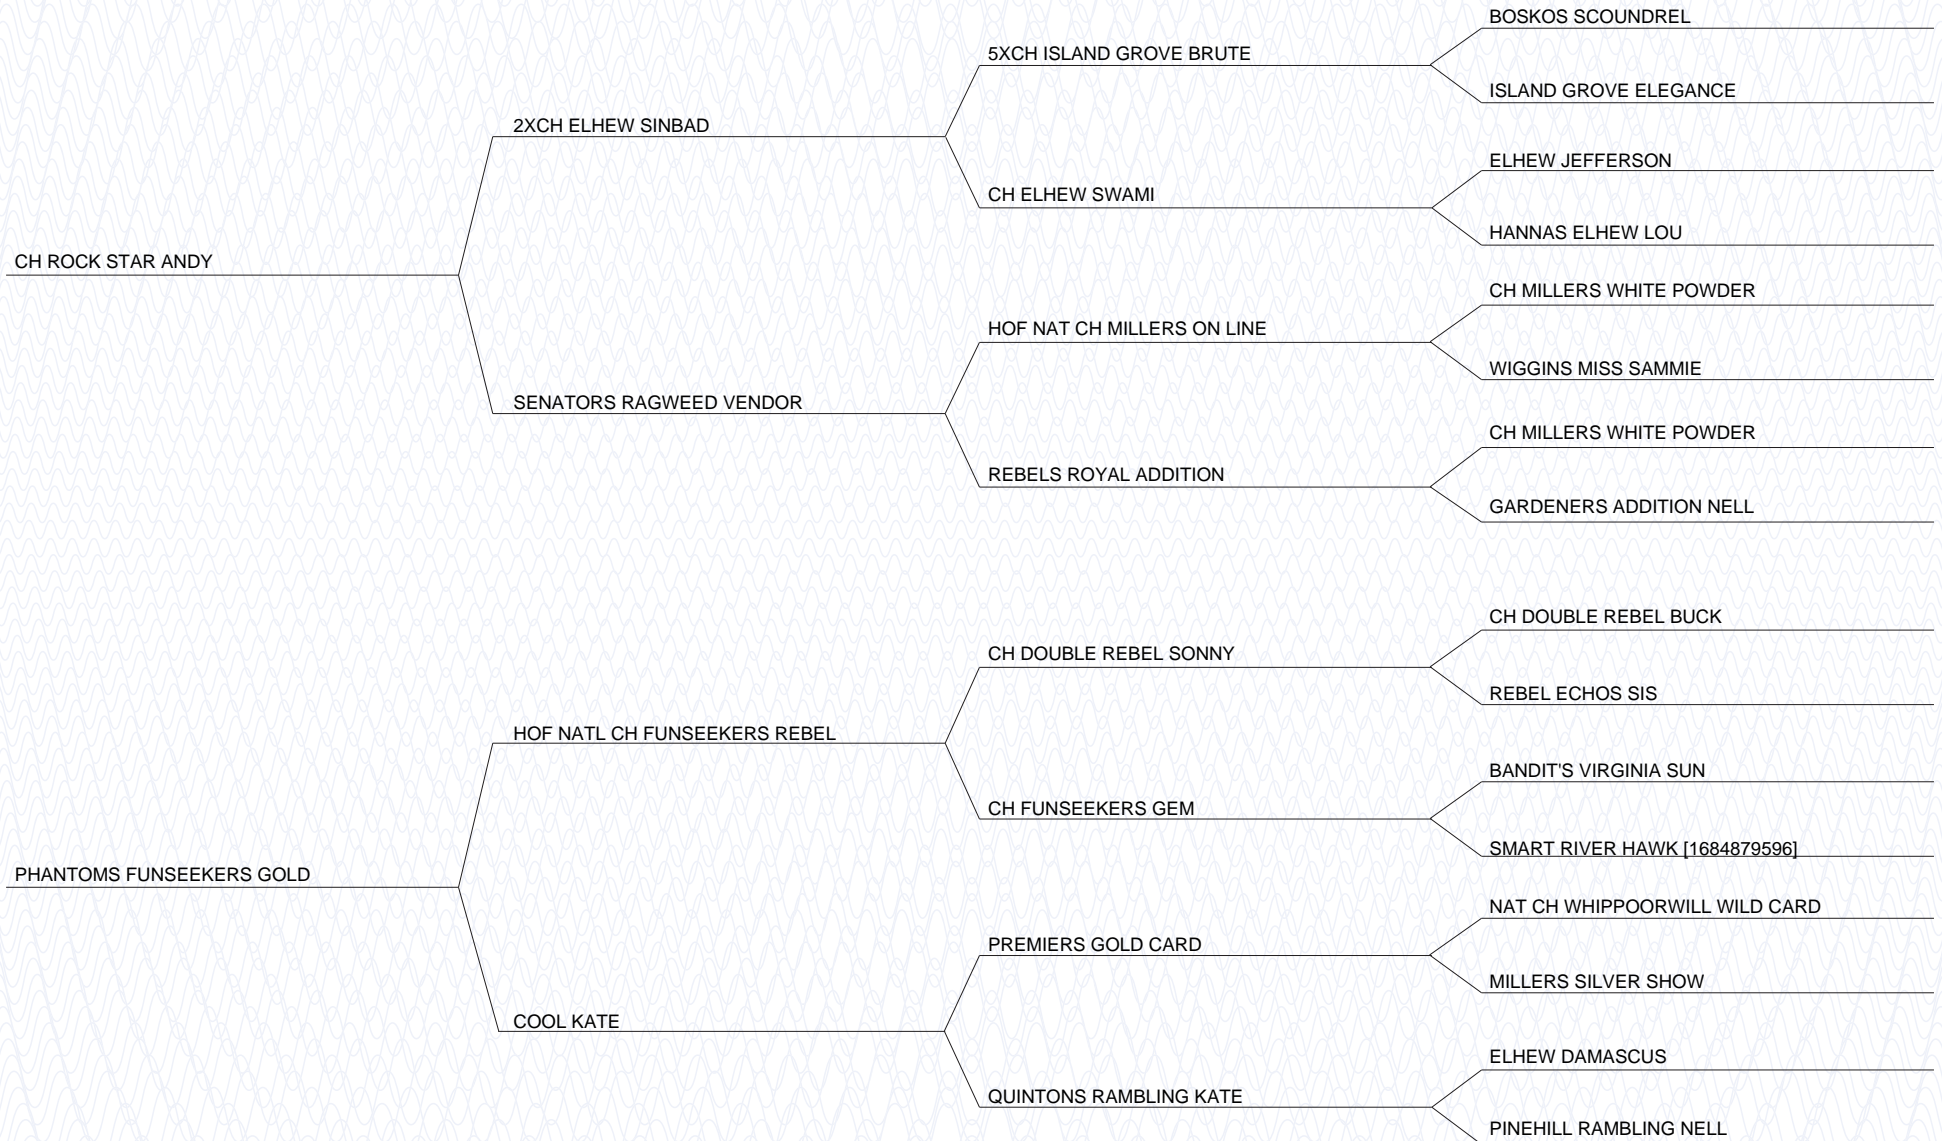 BOSKOS SCOUNDREL
5XCH ISLAND GROVE BRUTE
ISLAND GROVE ELEGANCE
2XCH ELHEW SINBAD
ELHEW JEFFERSON
CH ELHEW SWAMI
HANNAS ELHEW LOU
CH ROCK STAR ANDY
CH MILLERS WHITE POWDER
HOF NAT CH MILLERS ON LINE
WIGGINS MISS SAMMIE
SENATORS RAGWEED VENDOR
CH MILLERS WHITE POWDER
REBELS ROYAL ADDITION
GARDENERS ADDITION NELL
CH DOUBLE REBEL BUCK
CH DOUBLE REBEL SONNY
REBEL ECHOS SIS
HOF NATL CH FUNSEEKERS REBEL
BANDIT'S VIRGINIA SUN
CH FUNSEEKERS GEM
SMART RIVER HAWK [1684879596]
PHANTOMS FUNSEEKERS GOLD
NAT CH WHIPPOORWILL WILD CARD
PREMIERS GOLD CARD
MILLERS SILVER SHOW
COOL KATE
ELHEW DAMASCUS
QUINTONS RAMBLING KATE
PINEHILL RAMBLING NELL